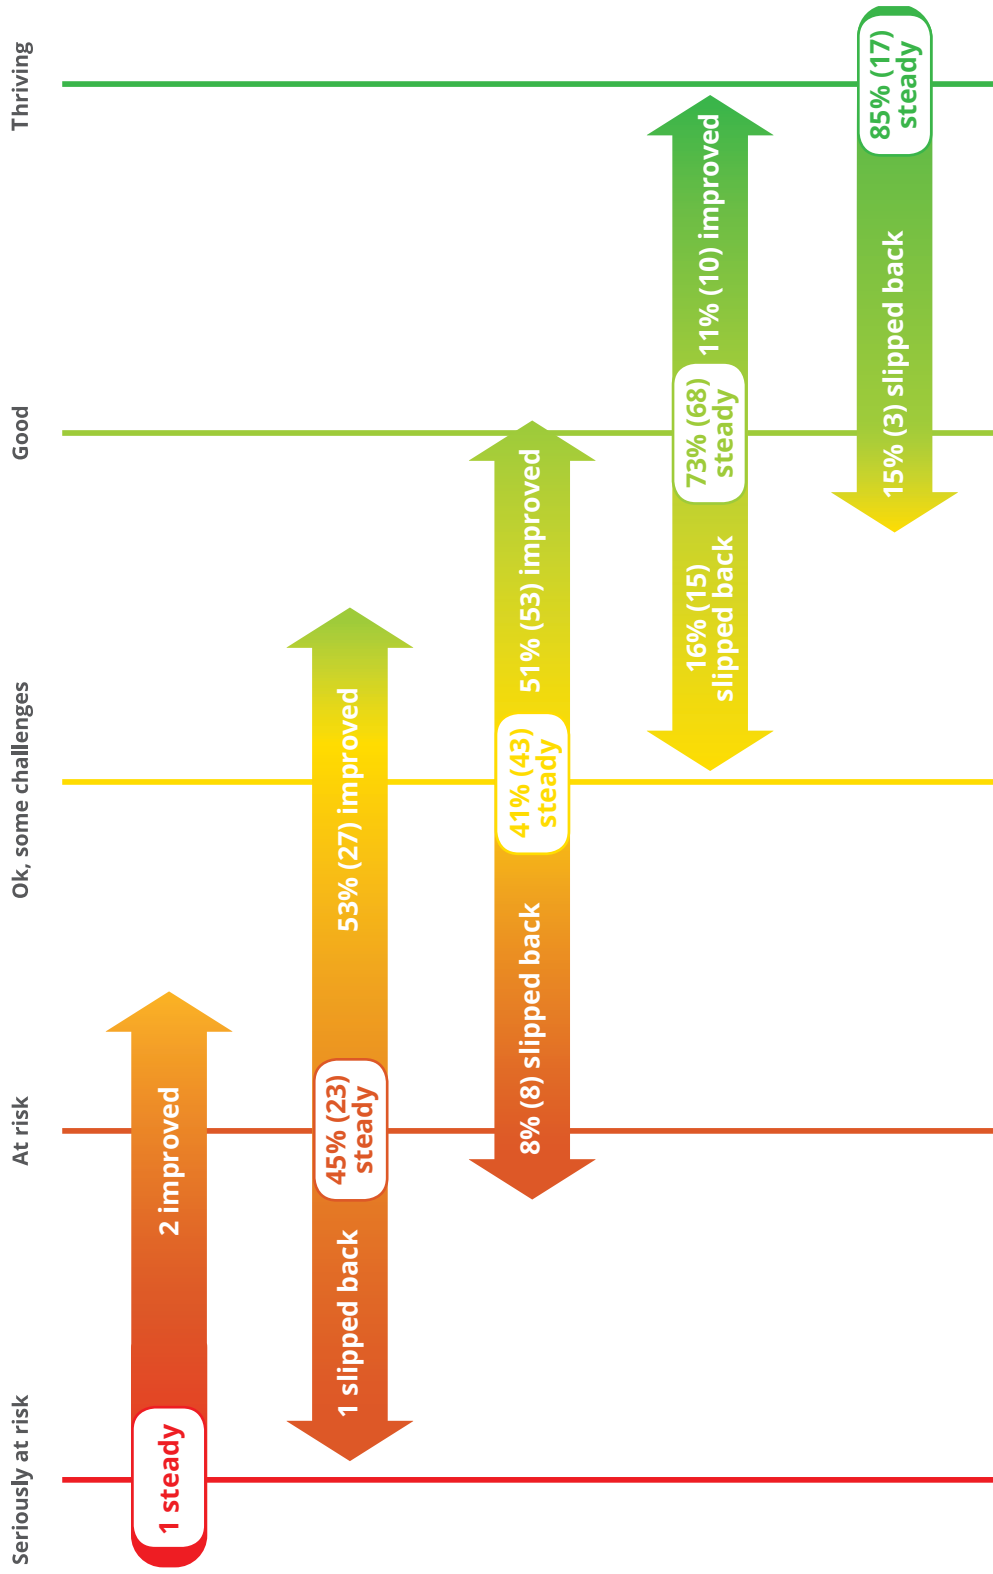 Thriving
Good
Ok, some challenges
At risk
Seriously at risk
2 improved
1 steady
53% (27) improved
45% (23)
steady
1 slipped back
51% (53) improved
41% (43)
steady
8% (8) slipped back
11% (10) improved
73% (68)
steady
16% (15)
slipped back
85% (17)
steady
15% (3) slipped back